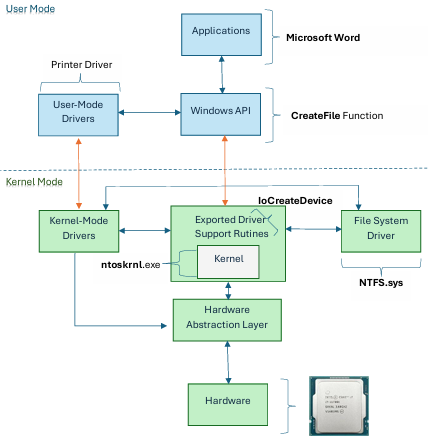 User Mode
Applications
Microsoft Word
Printer Driver
User-Mode
Drivers
Windows API
CreateFile Function
Kernel Mode
IoCreateDevice
Kernel-Mode
Drivers
Exported Driver
Support Rutines
File System
Driver
Kernel
ntoskrnl.exe
NTFS.sys
Hardware
Abstraction Layer
Hardware